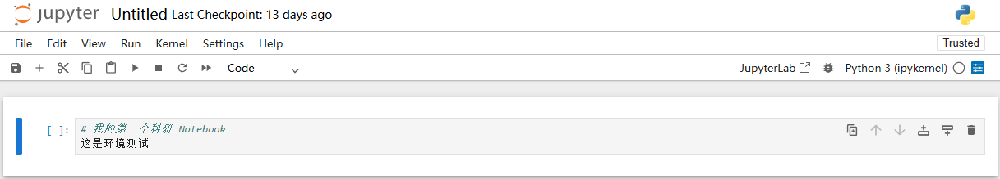 jupyter Untitled Last Checkpoint: 13 days ago
File Edit View Run Kernel Settings Help Trusted
Code JupyterLab Python 3 (ipykernel)
[ ]: # 我的第一个科研 Notebook
这是环境测试